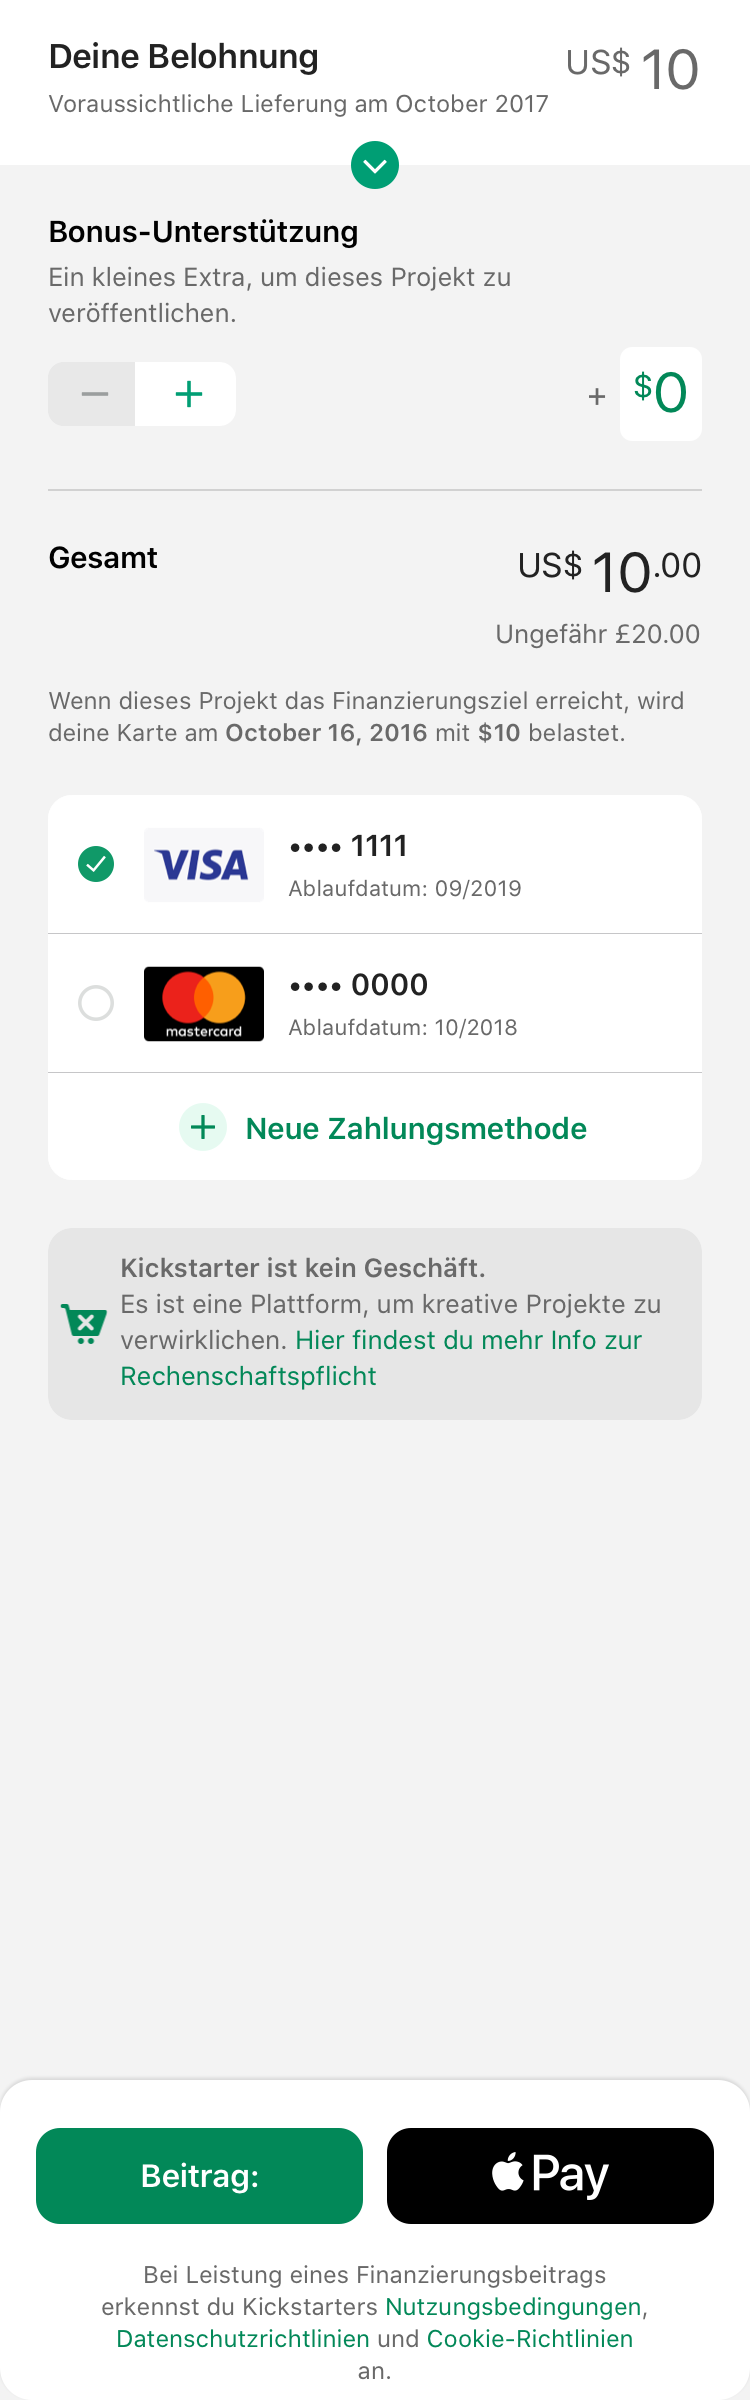 Deine Belohnung
US$ 10
Voraussichtliche Lieferung am October 2017
Bonus-Unterstützung
Ein kleines Extra, um dieses Projekt zu
veröffentlichen.
− +
+ $0
Gesamt
US$ 10.00
Ungefähr £20.00
Wenn dieses Projekt das Finanzierungsziel erreicht, wird
deine Karte am October 16, 2016 mit $10 belastet.
VISA
•••• 1111
Ablaufdatum: 09/2019
mastercard
•••• 0000
Ablaufdatum: 10/2018
+ Neue Zahlungsmethode
Kickstarter ist kein Geschäft.
Es ist eine Plattform, um kreative Projekte zu
verwirklichen. Hier findest du mehr Info zur
Rechenschaftspflicht
Beitrag:
Pay
Bei Leistung eines Finanzierungsbeitrags
erkennst du Kickstarters Nutzungsbedingungen,
Datenschutzrichtlinien und Cookie-Richtlinien
an.